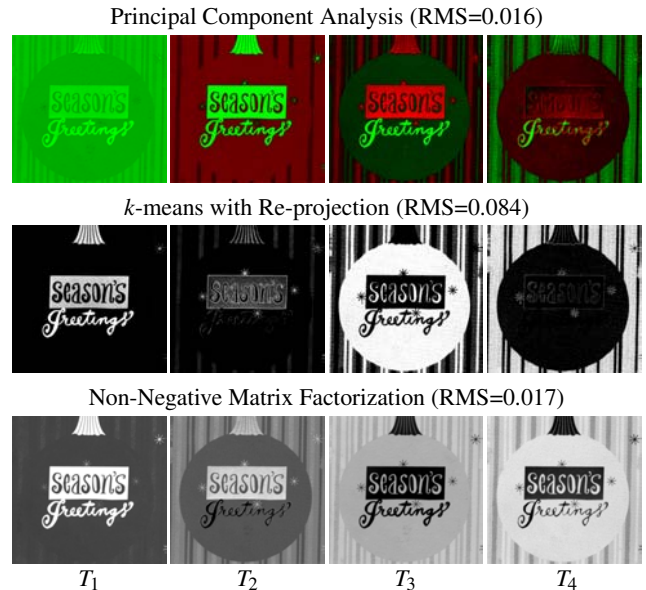 Principal Component Analysis (RMS=0.016)
SEASON'S SEASON'S SEASON'S SEASON'S
Greetings Greetings Greetings Greetings
k-means with Re-projection (RMS=0.084)
SEASON'S SEASON'S SEASON'S SEASON'S
Greetings Greetings Greetings
Non-Negative Matrix Factorization (RMS=0.017)
SEASON'S SEASON'S SEASON'S SEASON'S
Greetings Greetings Greetings Greetings
T1 T2 T3 T4